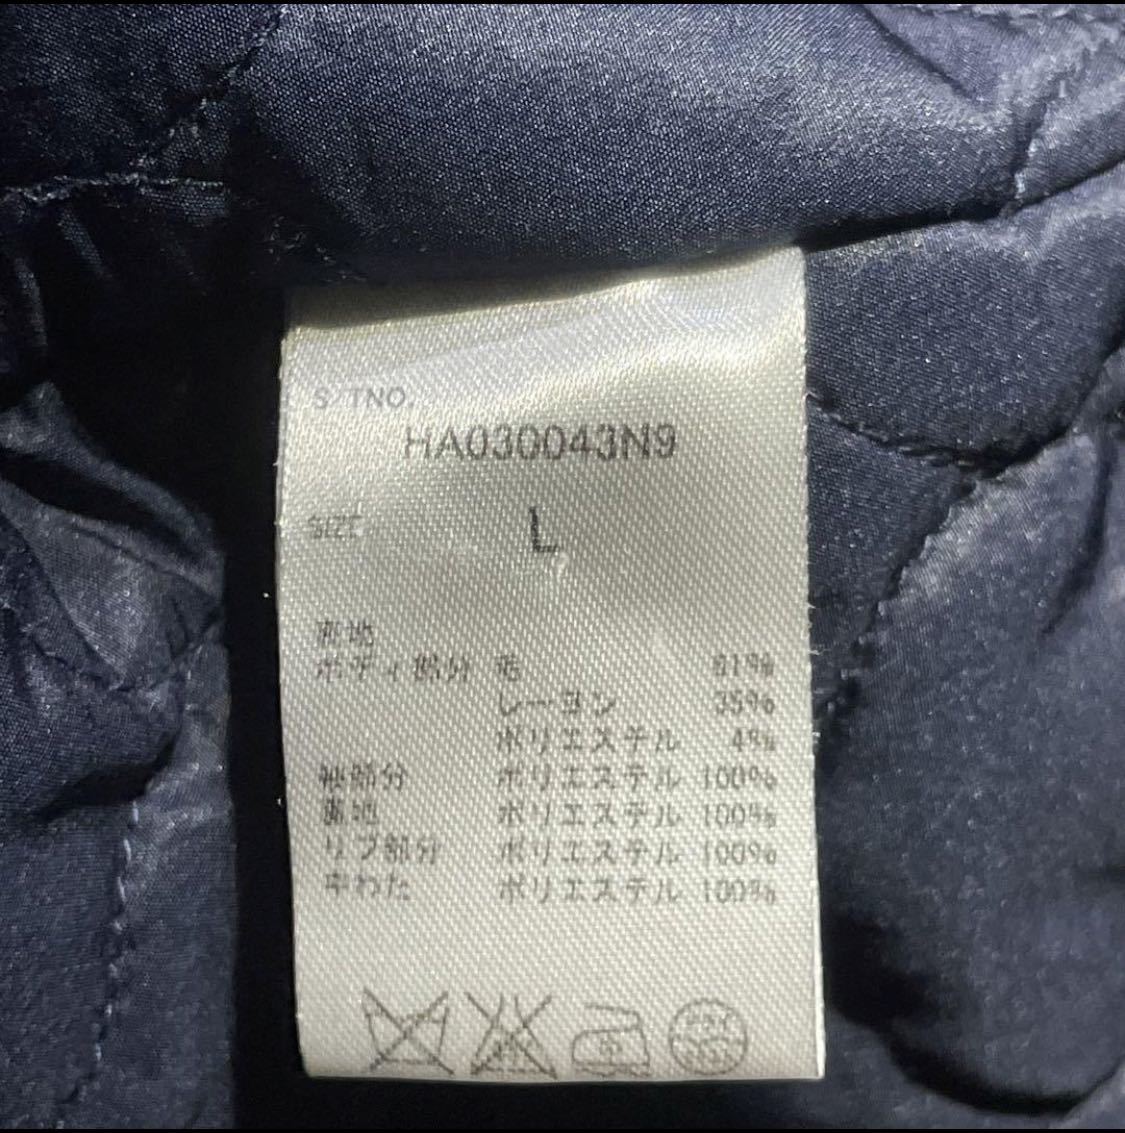 S TNO.
HA030043N9
SIZE L
表地
ボディ部分 毛 61%
レーヨン 35%
ポリエステル 4%
袖部分 ポリエステル 100%
裏地 ポリエステル 100%
リブ部分 ポリエステル 100%
中わた ポリエステル 100%